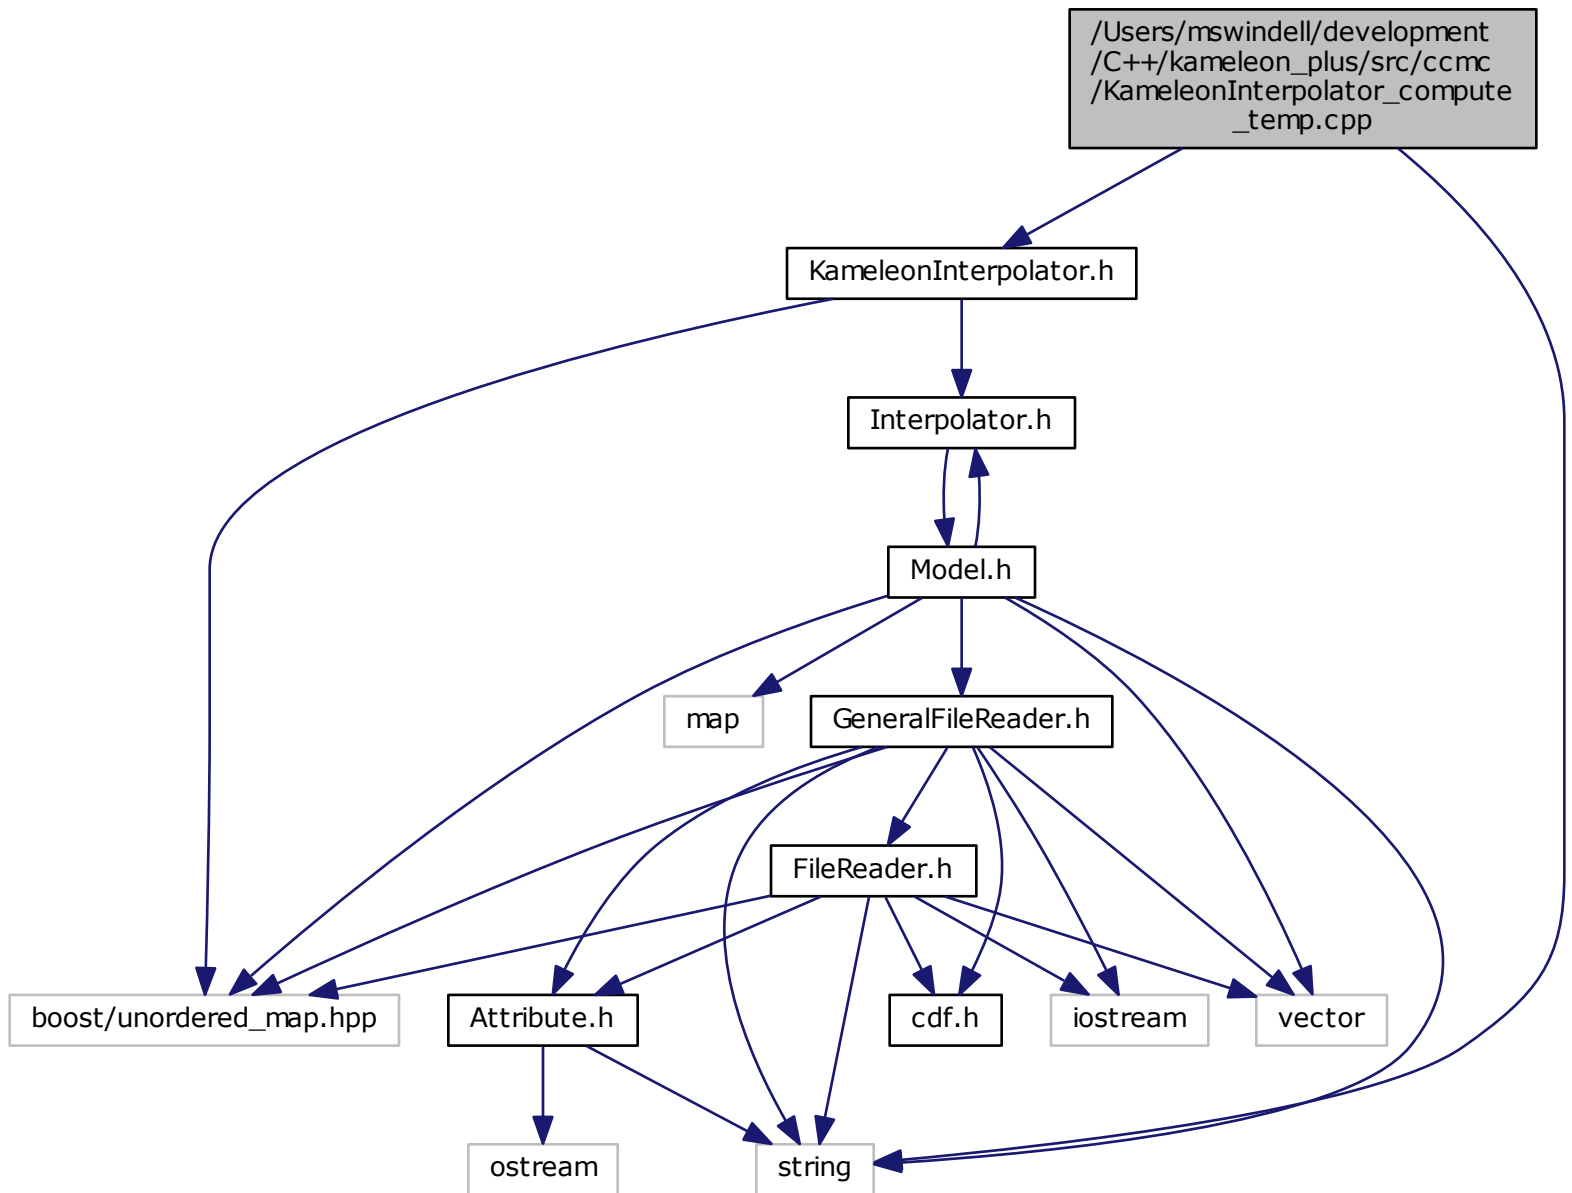 /Users/mswindell/development
/C++/kameleon_plus/src/ccmc
/KameleonInterpolator_compute
_temp.cpp
KameleonInterpolator.h
Interpolator.h
Model.h
map
GeneralFileReader.h
FileReader.h
boost/unordered_map.hpp
Attribute.h
cdf.h
iostream
vector
ostream
string